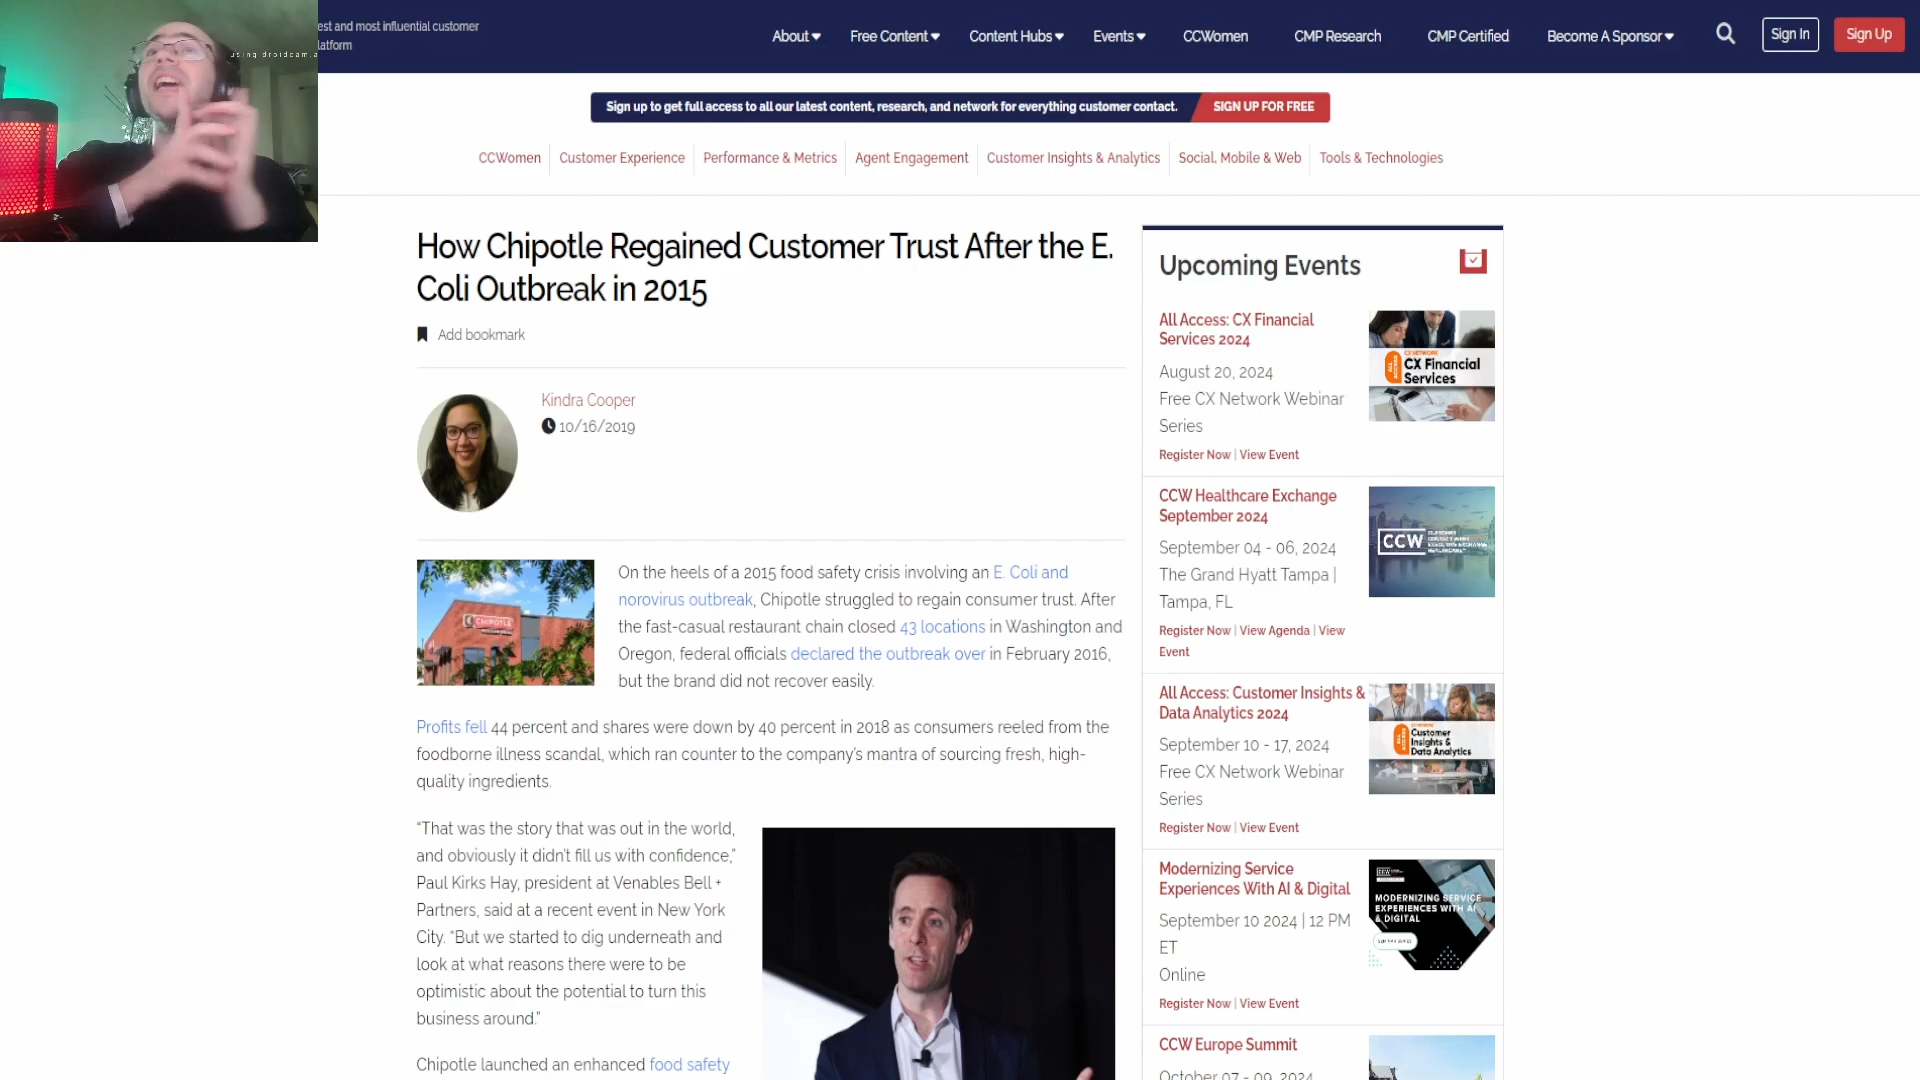 est and most influential customer
latform
About
Free Content
Content Hubs
Events
CCWomen
CMP Research
CMP Certified
Become A Sponsor
Sign In
Sign Up
using droidcam.a
Sign up to get full access to all our latest content, research, and network for everything customer contact.
SIGN UP FOR FREE
CCWomen
Customer Experience
Performance & Metrics
Agent Engagement
Customer Insights & Analytics
Social, Mobile & Web
Tools & Technologies
How Chipotle Regained Customer Trust After the E.
Coli Outbreak in 2015
Add bookmark
Kindra Cooper
10/16/2019
CHIPOTLE
On the heels of a 2015 food safety crisis involving an E. Coli and
norovirus outbreak, Chipotle struggled to regain consumer trust. After
the fast-casual restaurant chain closed 43 locations in Washington and
Oregon, federal officials declared the outbreak over in February 2016,
but the brand did not recover easily.
Profits fell 44 percent and shares were down by 40 percent in 2018 as consumers reeled from the
foodborne illness scandal, which ran counter to the company's mantra of sourcing fresh, high-
quality ingredients.
“That was the story that was out in the world,
and obviously it didn't fill us with confidence,”
Paul Kirks Hay, president at Venables Bell +
Partners, said at a recent event in New York
City. “But we started to dig underneath and
look at what reasons there were to be
optimistic about the potential to turn this
business around.”
Chipotle launched an enhanced food safety
Upcoming Events
All Access: CX Financial
Services 2024
August 20, 2024
Free CX Network Webinar
Series
Register Now | View Event
ALL ACCESS
CX NETWORK
CX Financial
Services
CCW Healthcare Exchange
September 2024
September 04 - 06, 2024
The Grand Hyatt Tampa |
Tampa, FL
Register Now | View Agenda | View
Event
CCW
All Access: Customer Insights &
Data Analytics 2024
September 10 - 17, 2024
Free CX Network Webinar
Series
Register Now | View Event
ALL ACCESS
CX NETWORK
Customer
Insights &
Data Analytics
Modernizing Service
Experiences With AI & Digital
September 10 2024 | 12 PM
ET
Online
Register Now | View Event
CCW
MODERNIZING SERVICE
EXPERIENCES WITH AI
& DIGITAL
CCW Europe Summit
October 07 - 09, 2024